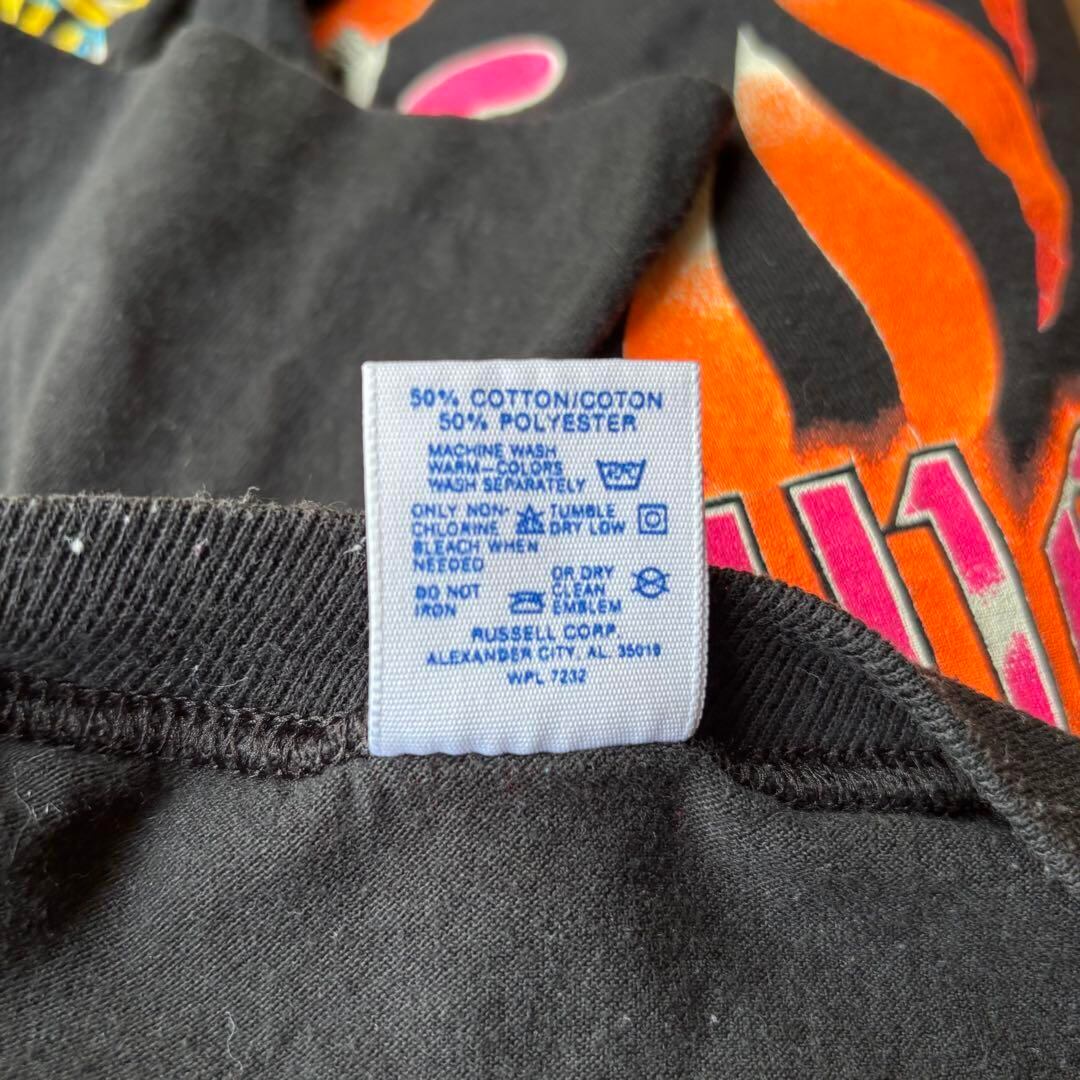 50% COTTON/COTON
50% POLYESTER
MACHINE WASH
WARM—COLORS
WASH SEPARATELY
ONLY NON-
CHLORINE
BLEACH WHEN
NEEDED
TUMBLE
DRY LOW
DO NOT
IRON
OR DRY
CLEAN
EMBLEM
RUSSELL CORP.
ALEXANDER CITY, AL. 35010
WPL 7232